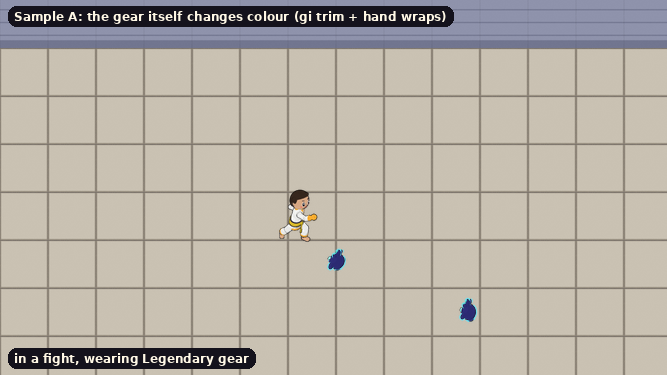 Sample A: the gear itself changes colour (gi trim + hand wraps)
in a fight, wearing Legendary gear